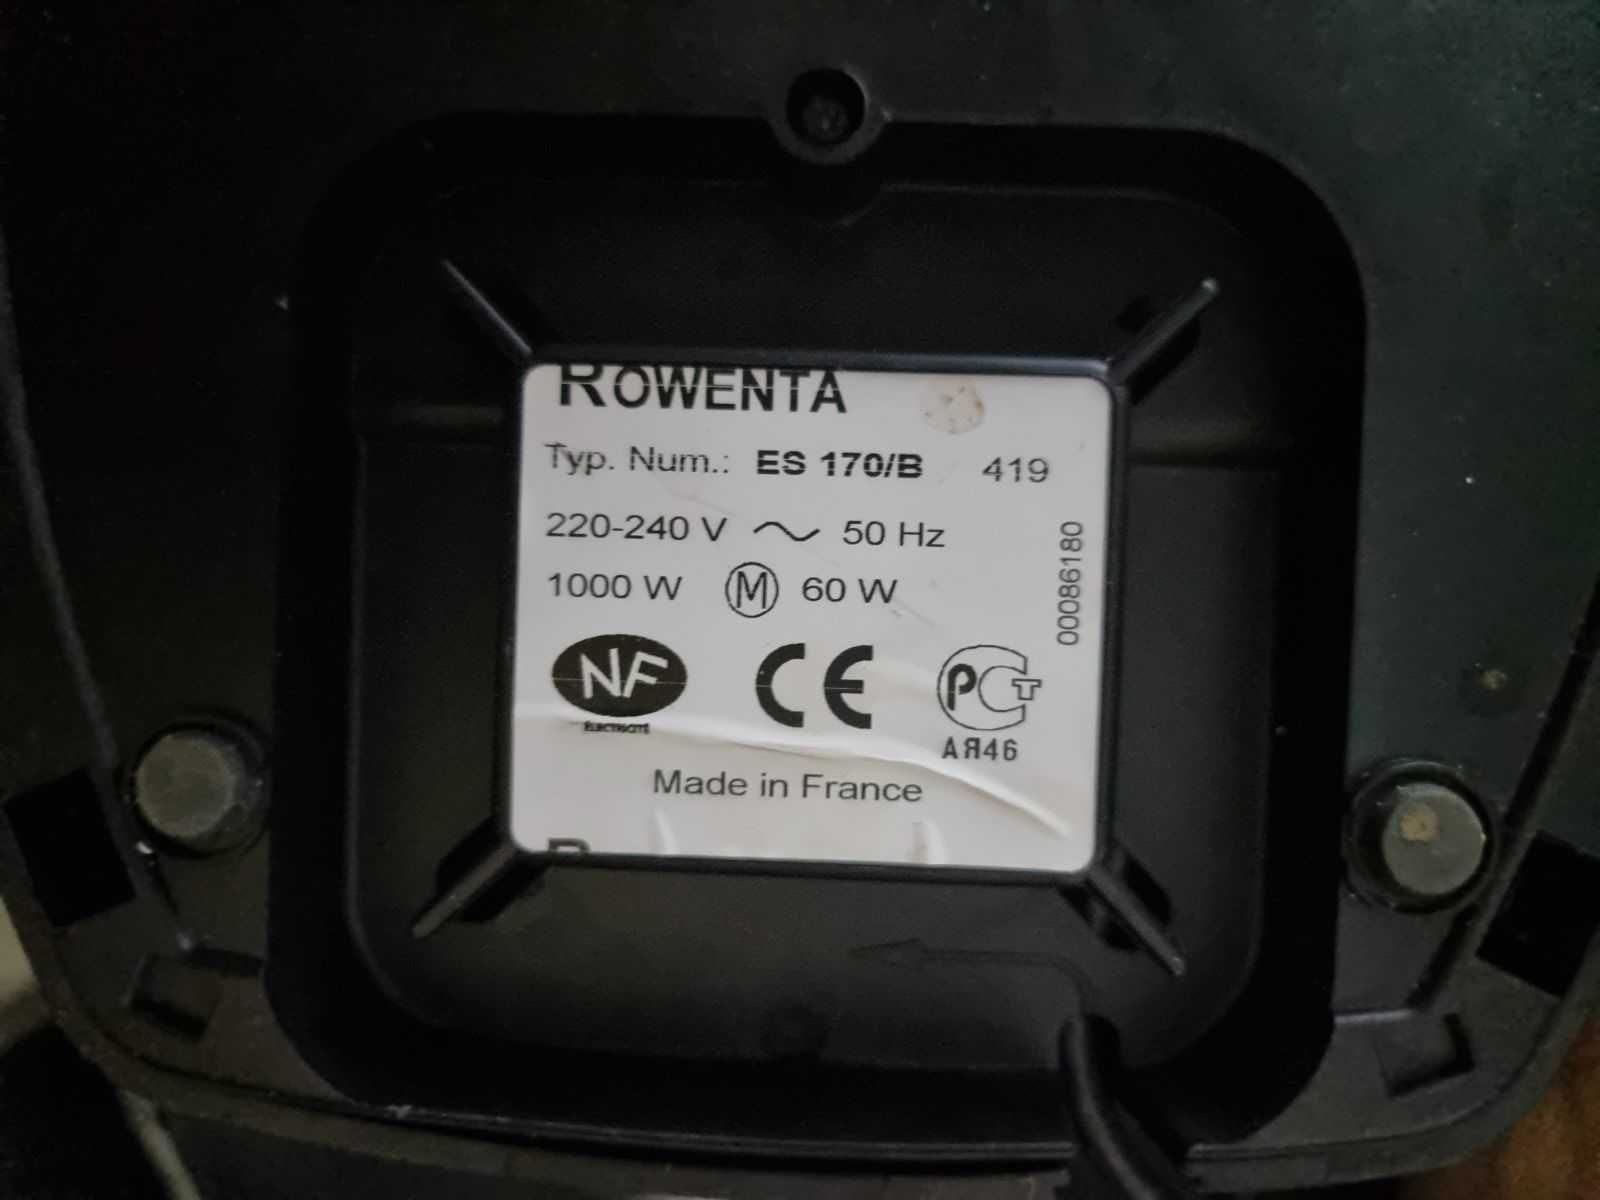 ROWENTA
Typ. Num.: ES 170/B 419
220-240 V ~ 50 Hz
1000 W M 60 W
00086180
NF
ELECTRICITÉ
CE
PCT
АЯ46
Made in France